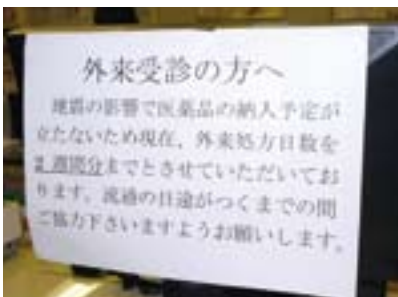 外来受診の方へ
地震の影響で医薬品の納入予定が
立たないため現在、外来処方日数を
2週間分までとさせていただいてお
ります。流通の目途がつくまでの間
ご協力下さいますようお願いします。